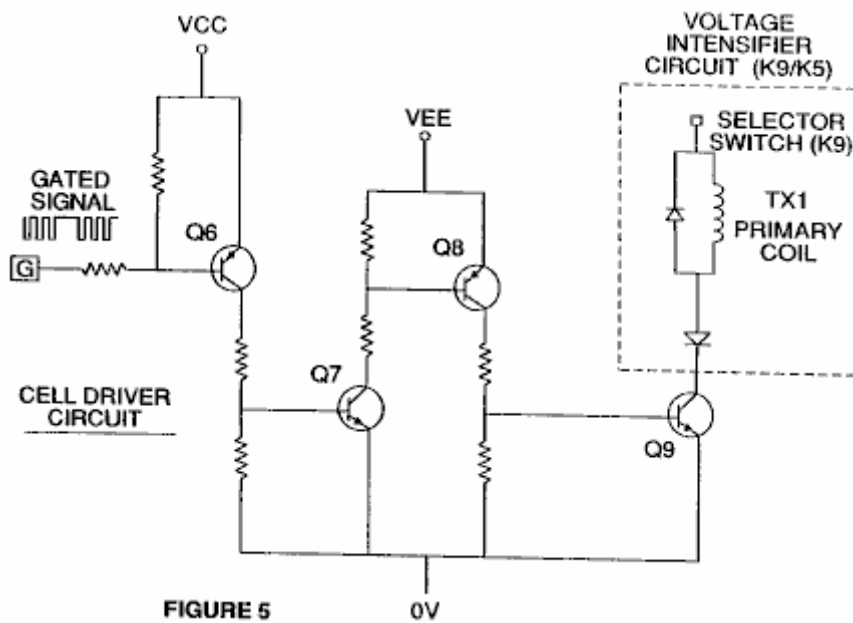 VCC
VOLTAGE
INTENSIFIER
CIRCUIT (K9/K5)
VEE
SELECTOR
SWITCH (K9)
GATED
SIGNAL
TX1
PRIMARY
COIL
Q6
Q8
G
Q7
CELL DRIVER
CIRCUIT
Q9
FIGURE 5
0V